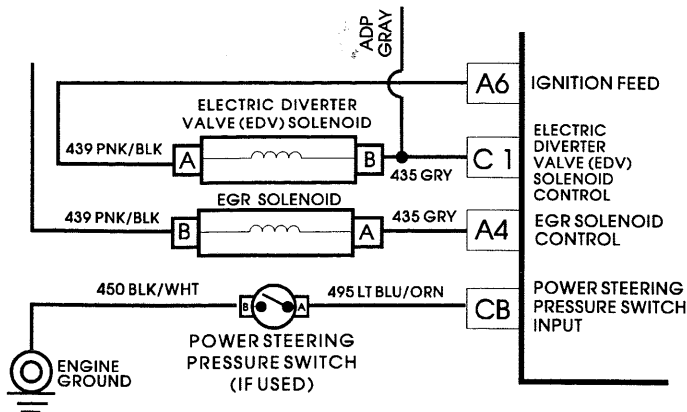 ADP
GRAY
A6
IGNITION FEED
ELECTRIC DIVERTER
VALVE (EDV) SOLENOID
439 PNK/BLK
A
B
435 GRY
C1
ELECTRIC
DIVERTER
VALVE (EDV)
SOLENOID
CONTROL
EGR SOLENOID
439 PNK/BLK
B
A
435 GRY
A4
EGR SOLENOID
CONTROL
450 BLK/WHT
B
A
495 LT BLU/ORN
CB
POWER STEERING
PRESSURE SWITCH
INPUT
POWER STEERING
PRESSURE SWITCH
(IF USED)
ENGINE
GROUND